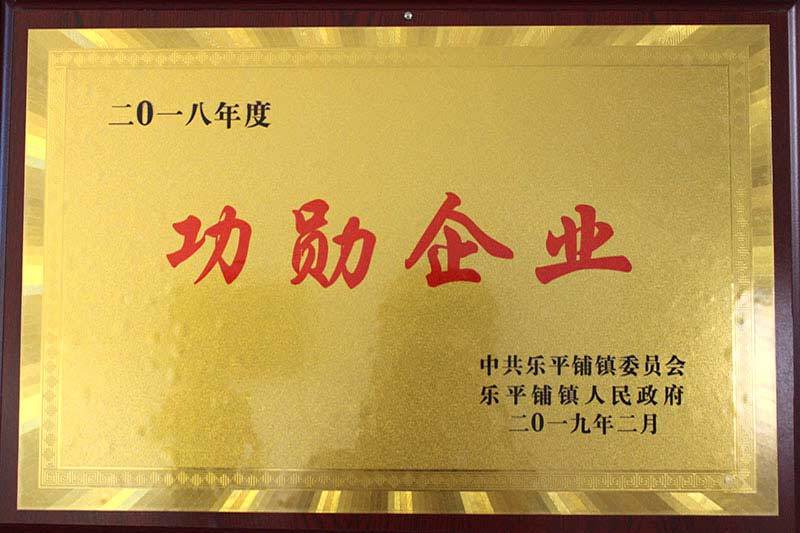 二0一八年度
功勋企业
中共乐平铺镇委员会
乐平铺镇人民政府
二0一九年二月